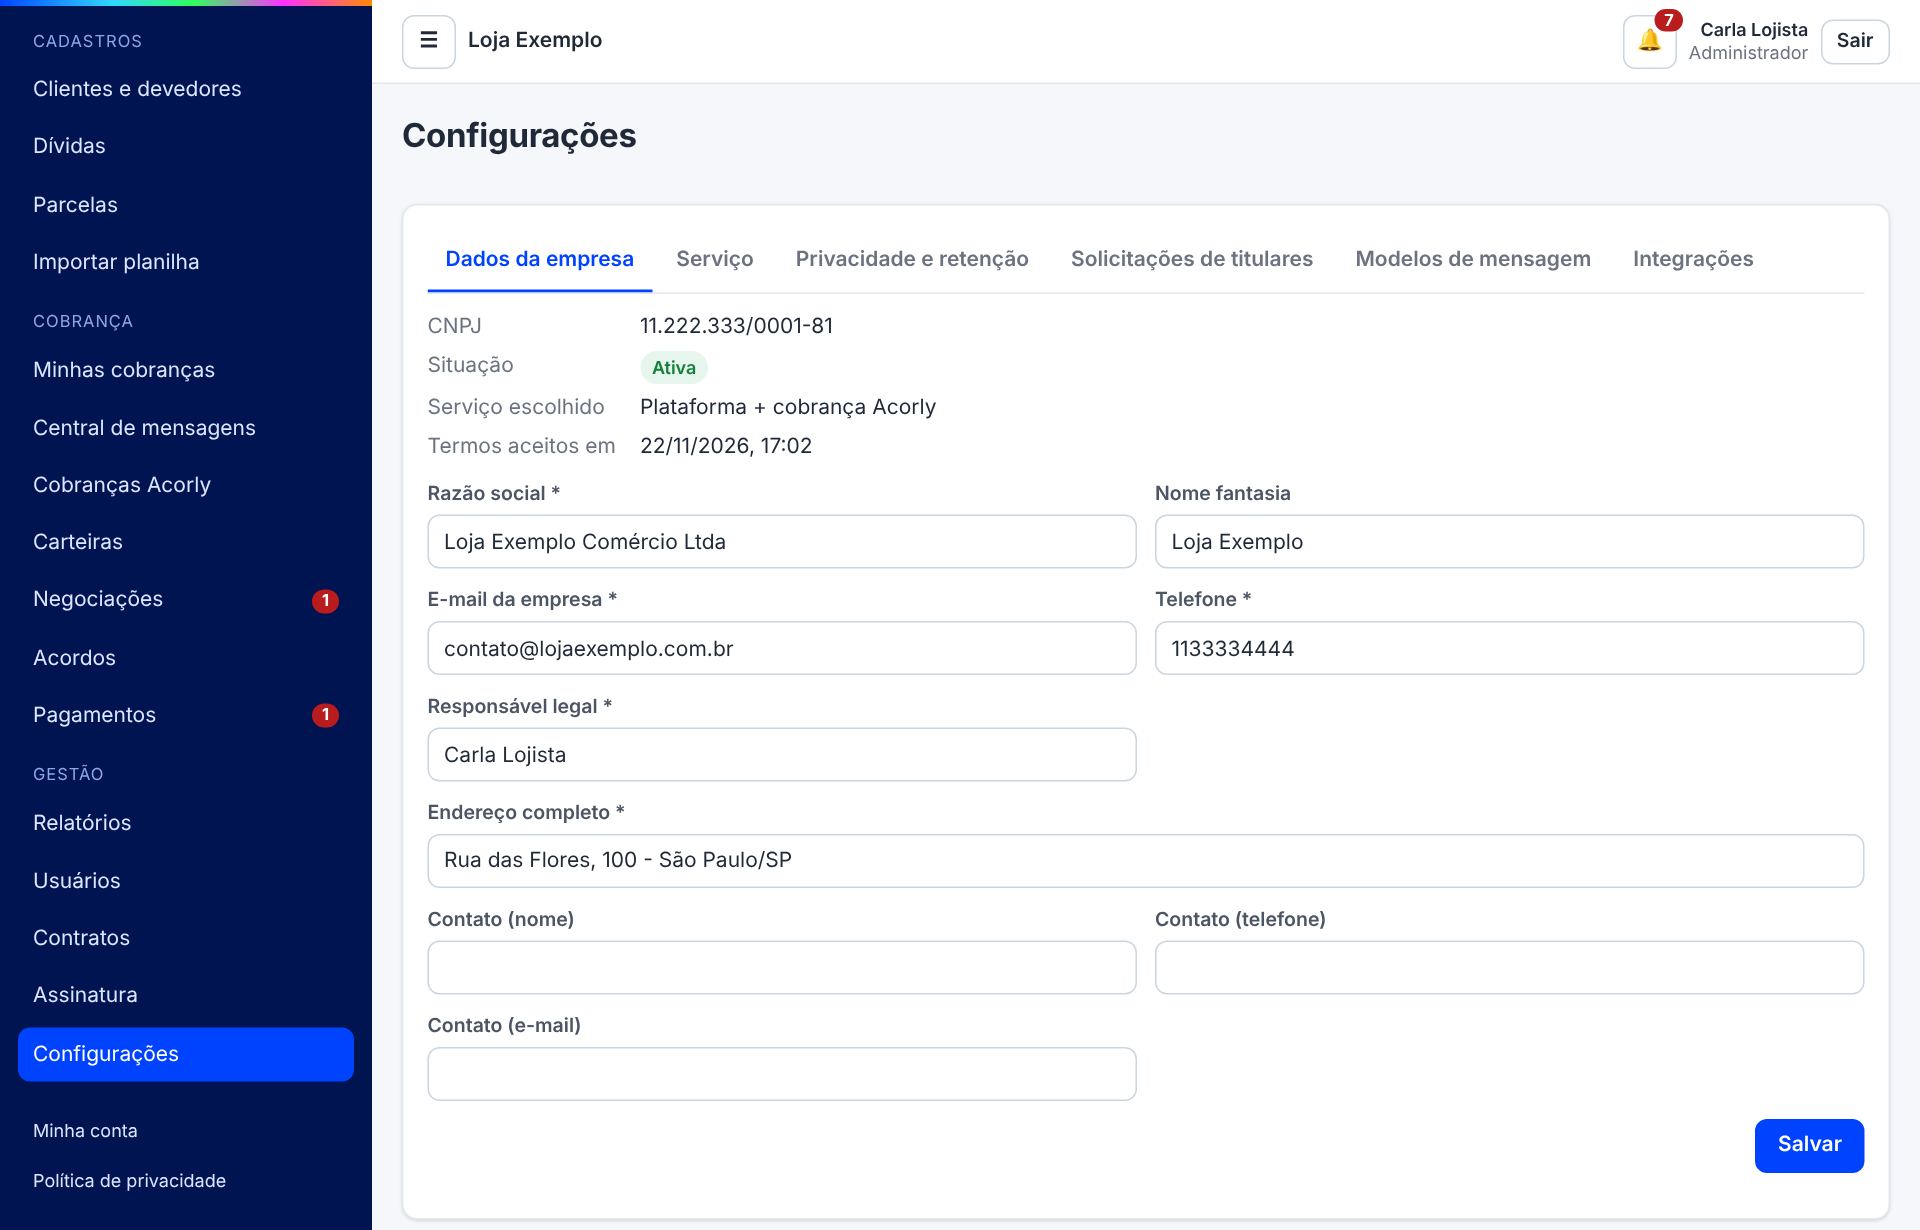 CADASTROS
Clientes e devedores
Dívidas
Parcelas
Importar planilha
COBRANÇA
Minhas cobranças
Central de mensagens
Cobranças Acorly
Carteiras
Negociações 1
Acordos
Pagamentos 1
GESTÃO
Relatórios
Usuários
Contratos
Assinatura
Configurações
Minha conta
Política de privacidade
Loja Exemplo
7
Carla Lojista
Administrador
Sair
Configurações
Dados da empresa Serviço Privacidade e retenção Solicitações de titulares Modelos de mensagem Integrações
CNPJ 11.222.333/0001-81
Situação Ativa
Serviço escolhido Plataforma + cobrança Acorly
Termos aceitos em 22/11/2026, 17:02
Razão social * Nome fantasia
Loja Exemplo Comércio Ltda Loja Exemplo
E-mail da empresa * Telefone *
contato@lojaexemplo.com.br 1133334444
Responsável legal *
Carla Lojista
Endereço completo *
Rua das Flores, 100 - São Paulo/SP
Contato (nome) Contato (telefone)
Contato (e-mail)
Salvar